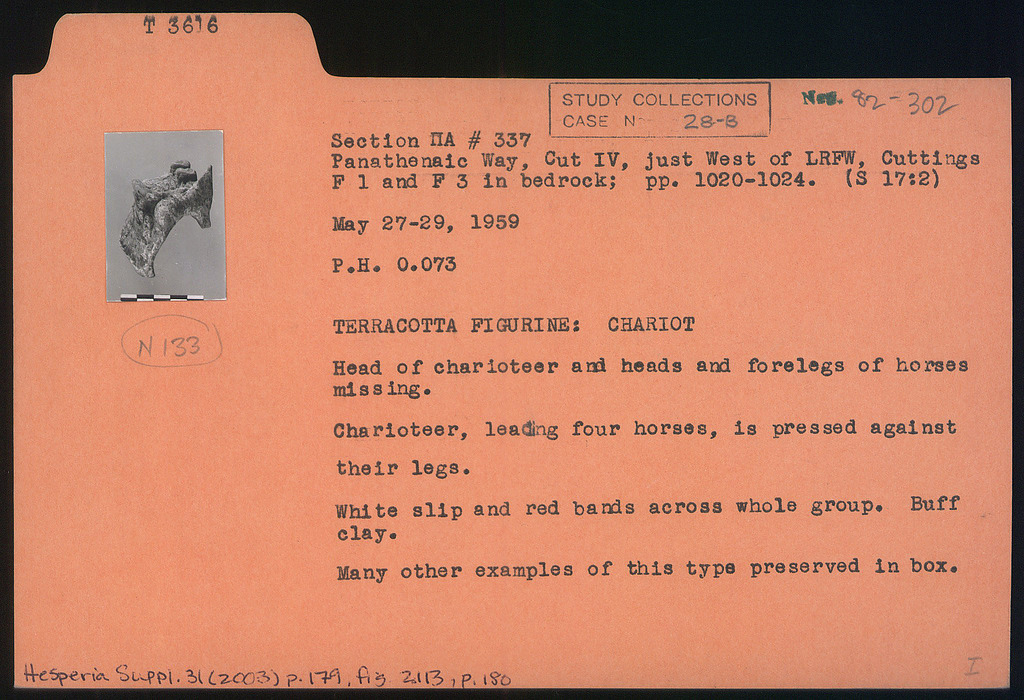 T 3616
STUDY COLLECTIONS
CASE Nº 28-B
Neg. 82-302
Section ΠA # 337
Panathenaic Way, Cut IV, just West of LRFW, Cuttings
F 1 and F 3 in bedrock; pp. 1020-1024. (S 17:2)
May 27-29, 1959
P.H. 0.073
N 133
TERRACOTTA FIGURINE: CHARIOT
Head of charioteer and heads and forelegs of horses
missing.
Charioteer, leading four horses, is pressed against
their legs.
White slip and red bands across whole group. Buff
clay.
Many other examples of this type preserved in box.
Hesperia Suppl. 31 (2003) p. 179, fig 2.113, p. 180
I